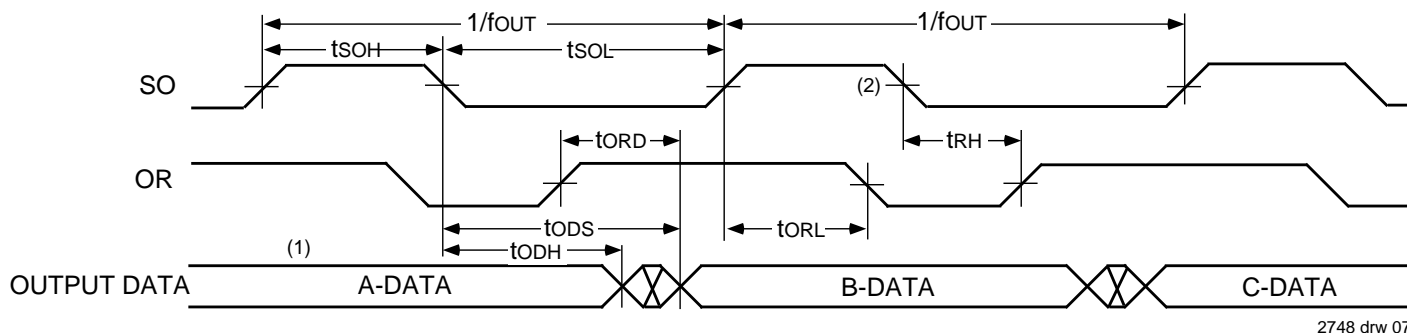 1/fOUT 1/fOUT
tSOH tSOL
SO (2)
tORD tRH
OR
tODS tORL
(1) tODH
OUTPUT DATA A-DATA B-DATA C-DATA
2748 drw 07